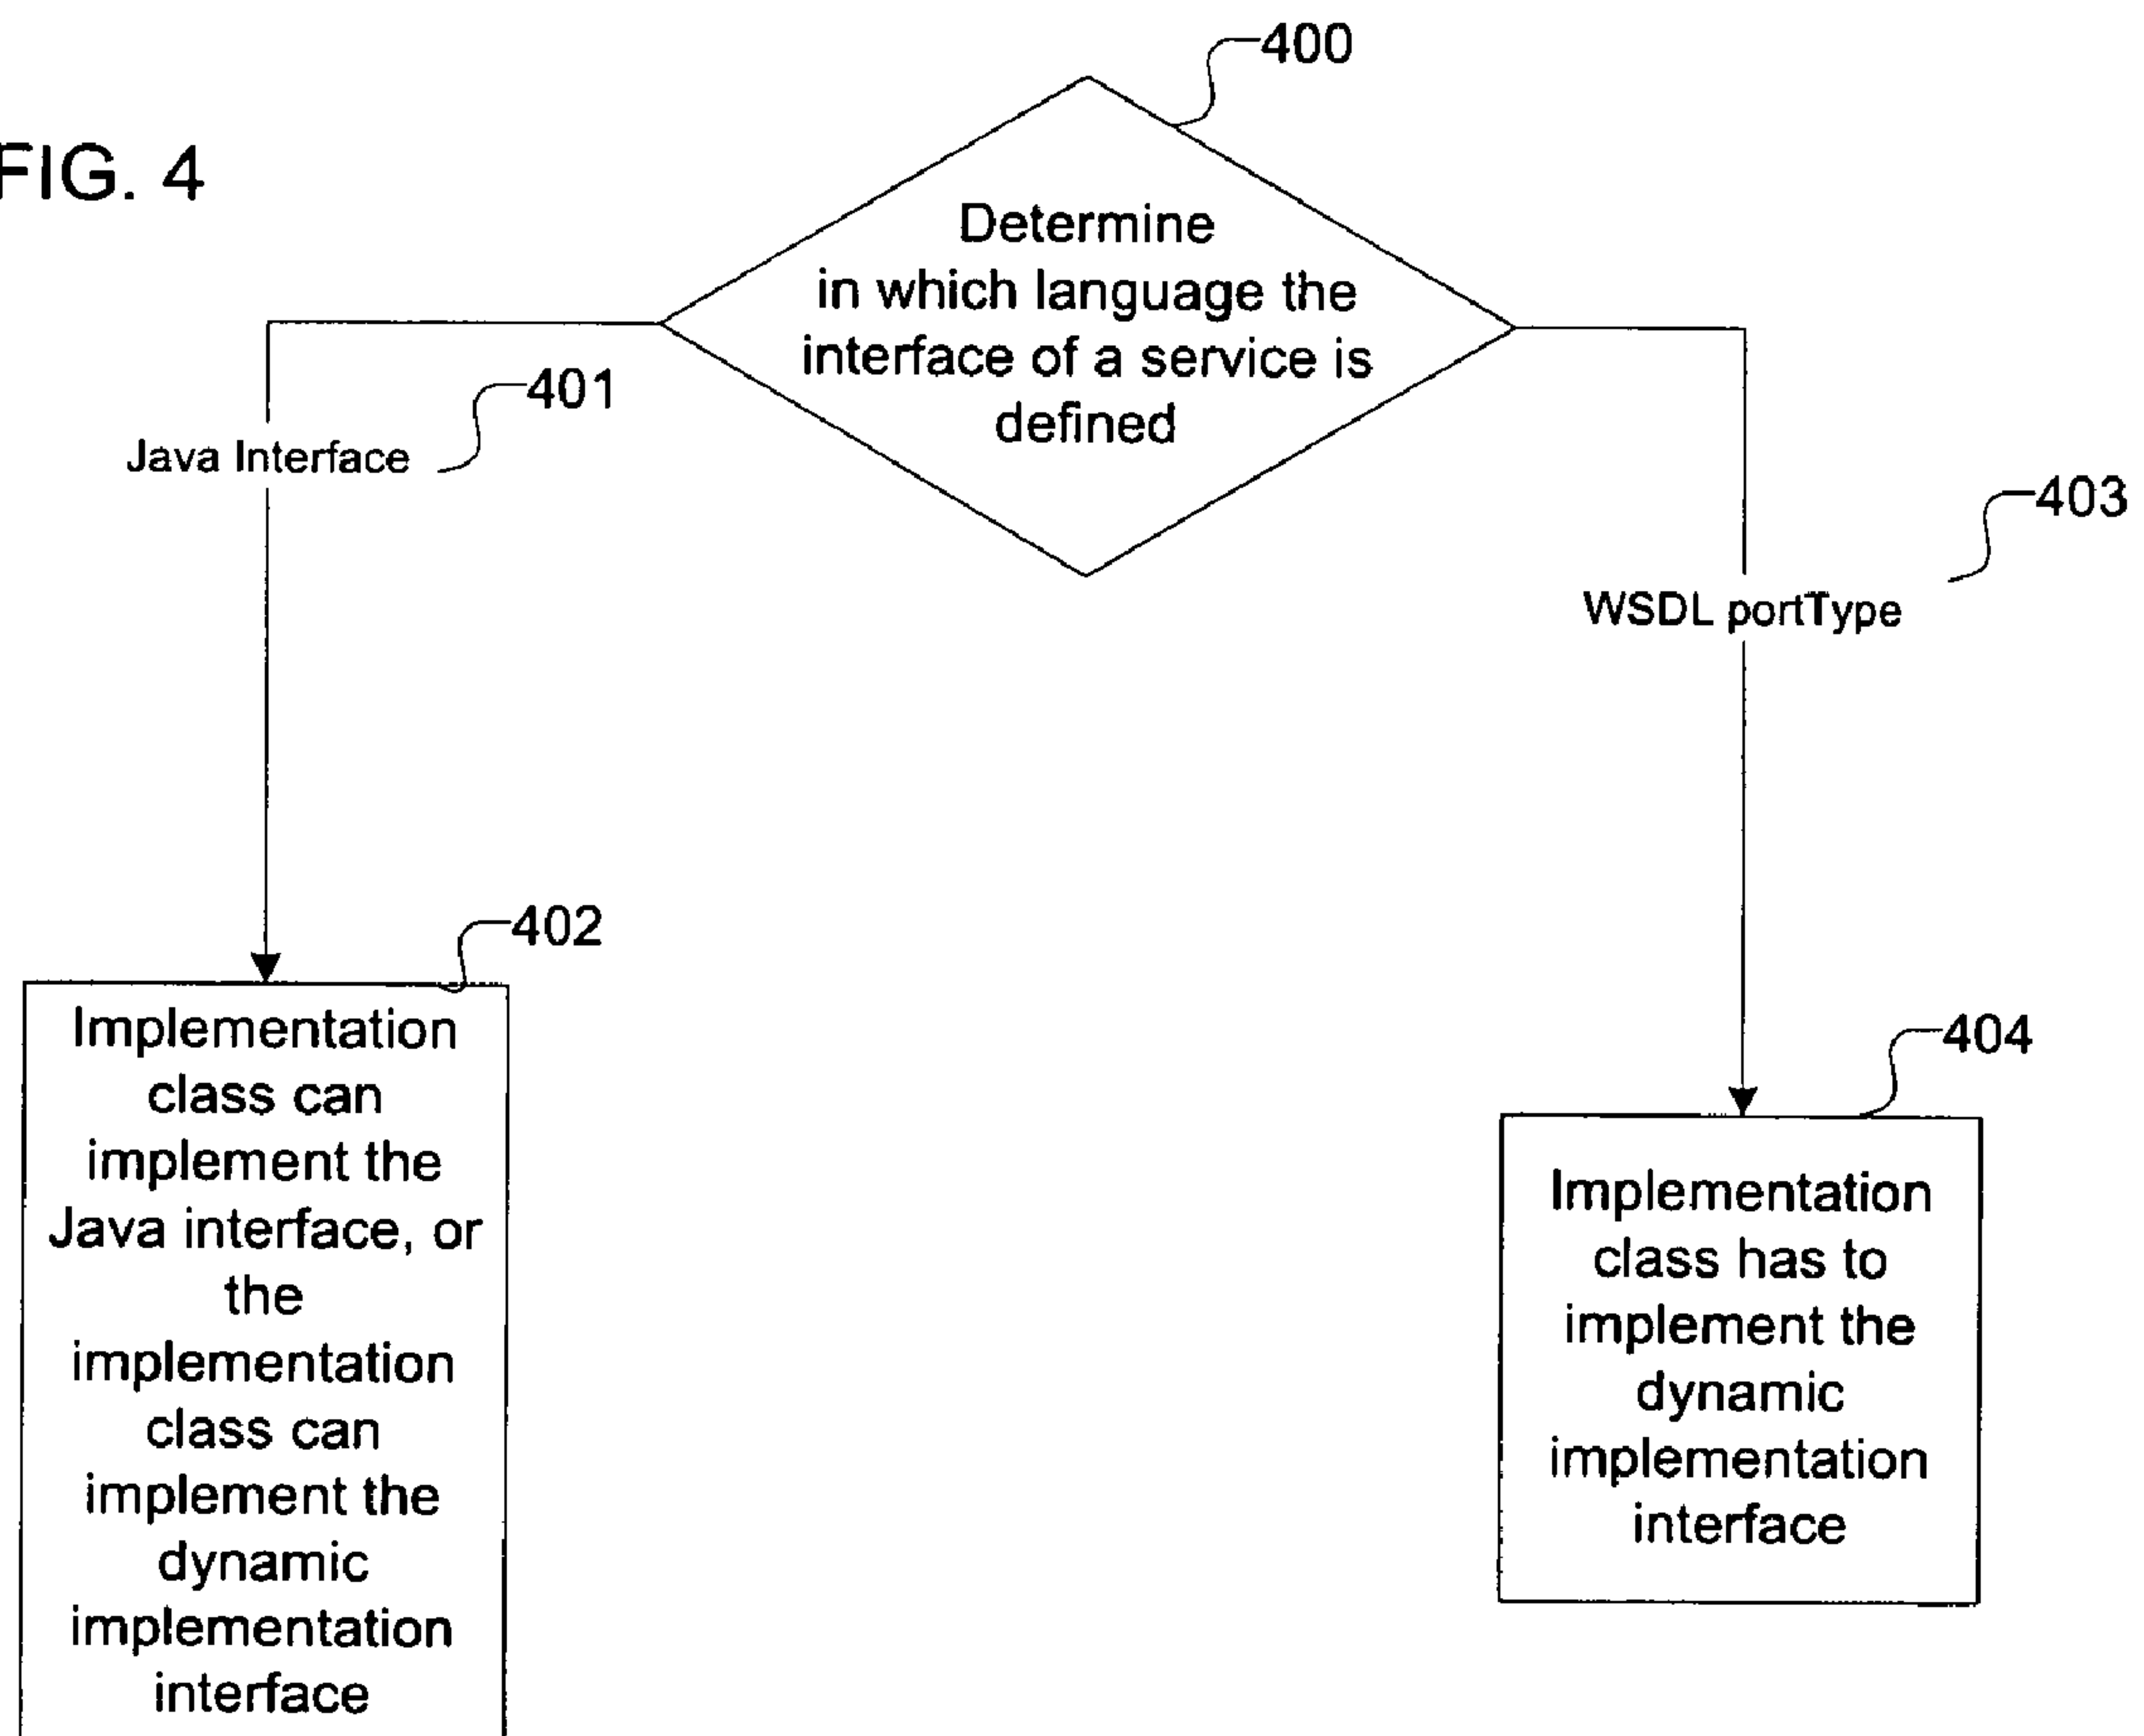 400
FIG. 4
Determine
in which language the
interface of a service is
defined
401
Java Interface
403
WSDL portType
402
Implementation
class can
implement the
Java interface, or
the
implementation
class can
implement the
dynamic
implementation
interface
404
Implementation
class has to
implement the
dynamic
implementation
interface